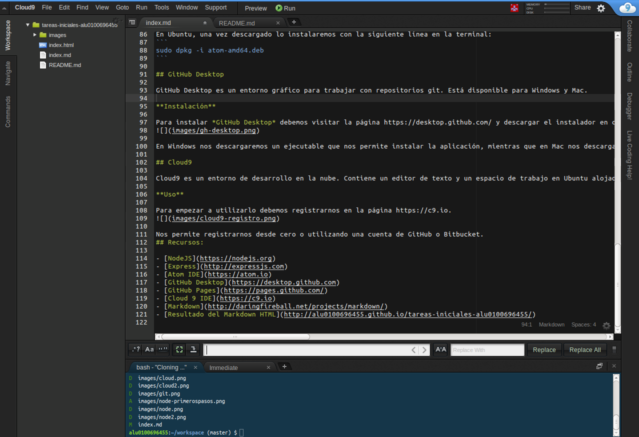 Cloud9 File Edit Find View Goto Run Tools Window Support Preview Run
MEMORY
CPU
DISK
Share
Workspace
Navigate
Commands
tareas-iniciales-alu0100696455
images
index.html
index.md
README.md
index.md
README.md
86 En Ubuntu, una vez descargado lo instalaremos con la siguiente línea en la terminal:
87 ```
88 sudo dpkg -i atom-amd64.deb
89 ```
90
91 ## GitHub Desktop
92
93 GitHub Desktop es un entorno gráfico para trabajar con repositorios git. Está disponible para Windows y Mac.
94
95 **Instalación**
96
97 Para instalar *GitHub Desktop* debemos visitar la página https://desktop.github.com/ y descargar el instalador en
98 ![](images/gh-desktop.png)
99
100 En Windows nos descargaremos un ejecutable que nos permite instalar la aplicación, mientras que en Mac nos descarga
101
102 ## Cloud9
103
104 Cloud9 es un entorno de desarrollo en la nube. Contiene un editor de texto y un espacio de trabajo en Ubuntu alojad
105
106 **Uso**
107
108 Para empezar a utilizarlo debemos registrarnos en la página https://c9.io.
109 ![](images/cloud9-registro.png)
110
111 Nos permite registrarnos desde cero o utilizando una cuenta de GitHub o Bitbucket.
112 ## Recursos:
113
114 - [NodeJS](https://nodejs.org)
115 - [Express](http://expressjs.com)
116 - [Atom IDE](https://atom.io)
117 - [GitHub Desktop](https://desktop.github.com)
118 - [GitHub Pages](https://pages.github.com/)
119 - [Cloud 9 IDE](https://c9.io)
120 - [Markdown](http://daringfireball.net/projects/markdown/)
121 - [Resultado del Markdown HTML](http://alu0100696455.github.io/tareas-iniciales-alu0100696455/)
122
94:1 Markdown Spaces: 4
Collaborate
Outline
Debugger
Live Coding Help!
.* Aa "" A·A Replace With Replace Replace All
bash - "Cloning ..."
Immediate
D images/cloud.png
D images/cloud2.png
D images/git.png
D images/node-primerospasos.png
D images/node.png
D images/node2.png
M index.md
alu0100696455:~/workspace (master) $